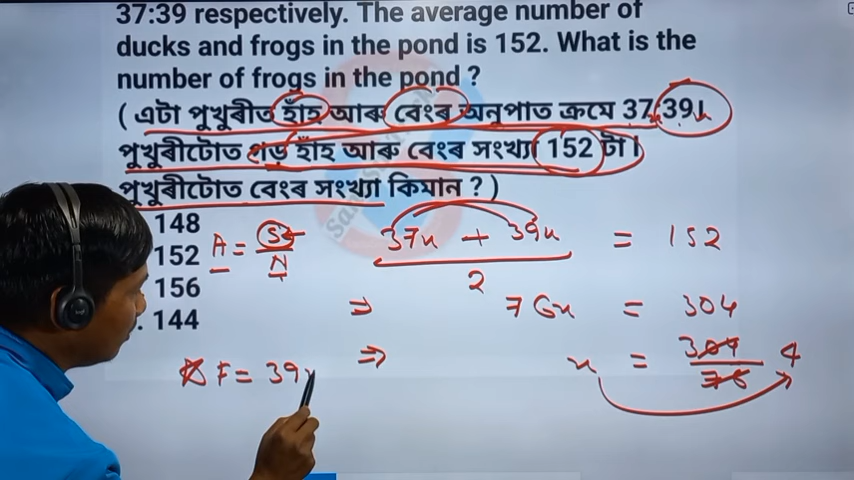 37:39 respectively. The average number of
ducks and frogs in the pond is 152. What is the
number of frogs in the pond ?
( এটা পুখুৰীত হাঁহ আৰু বেংৰ অনুপাত ক্ৰমে 37:39।
পুখুৰীটোত গড় হাঁহ আৰু বেংৰ সংখ্যা 152 টা।
পুখুৰীটোত বেংৰ সংখ্যা কিমান ? )
148
152
156
. 144
A = S/N
37x + 39x / 2 = 152
⇒ 76x = 304
⇒ x = 304/76 4
F = 39x